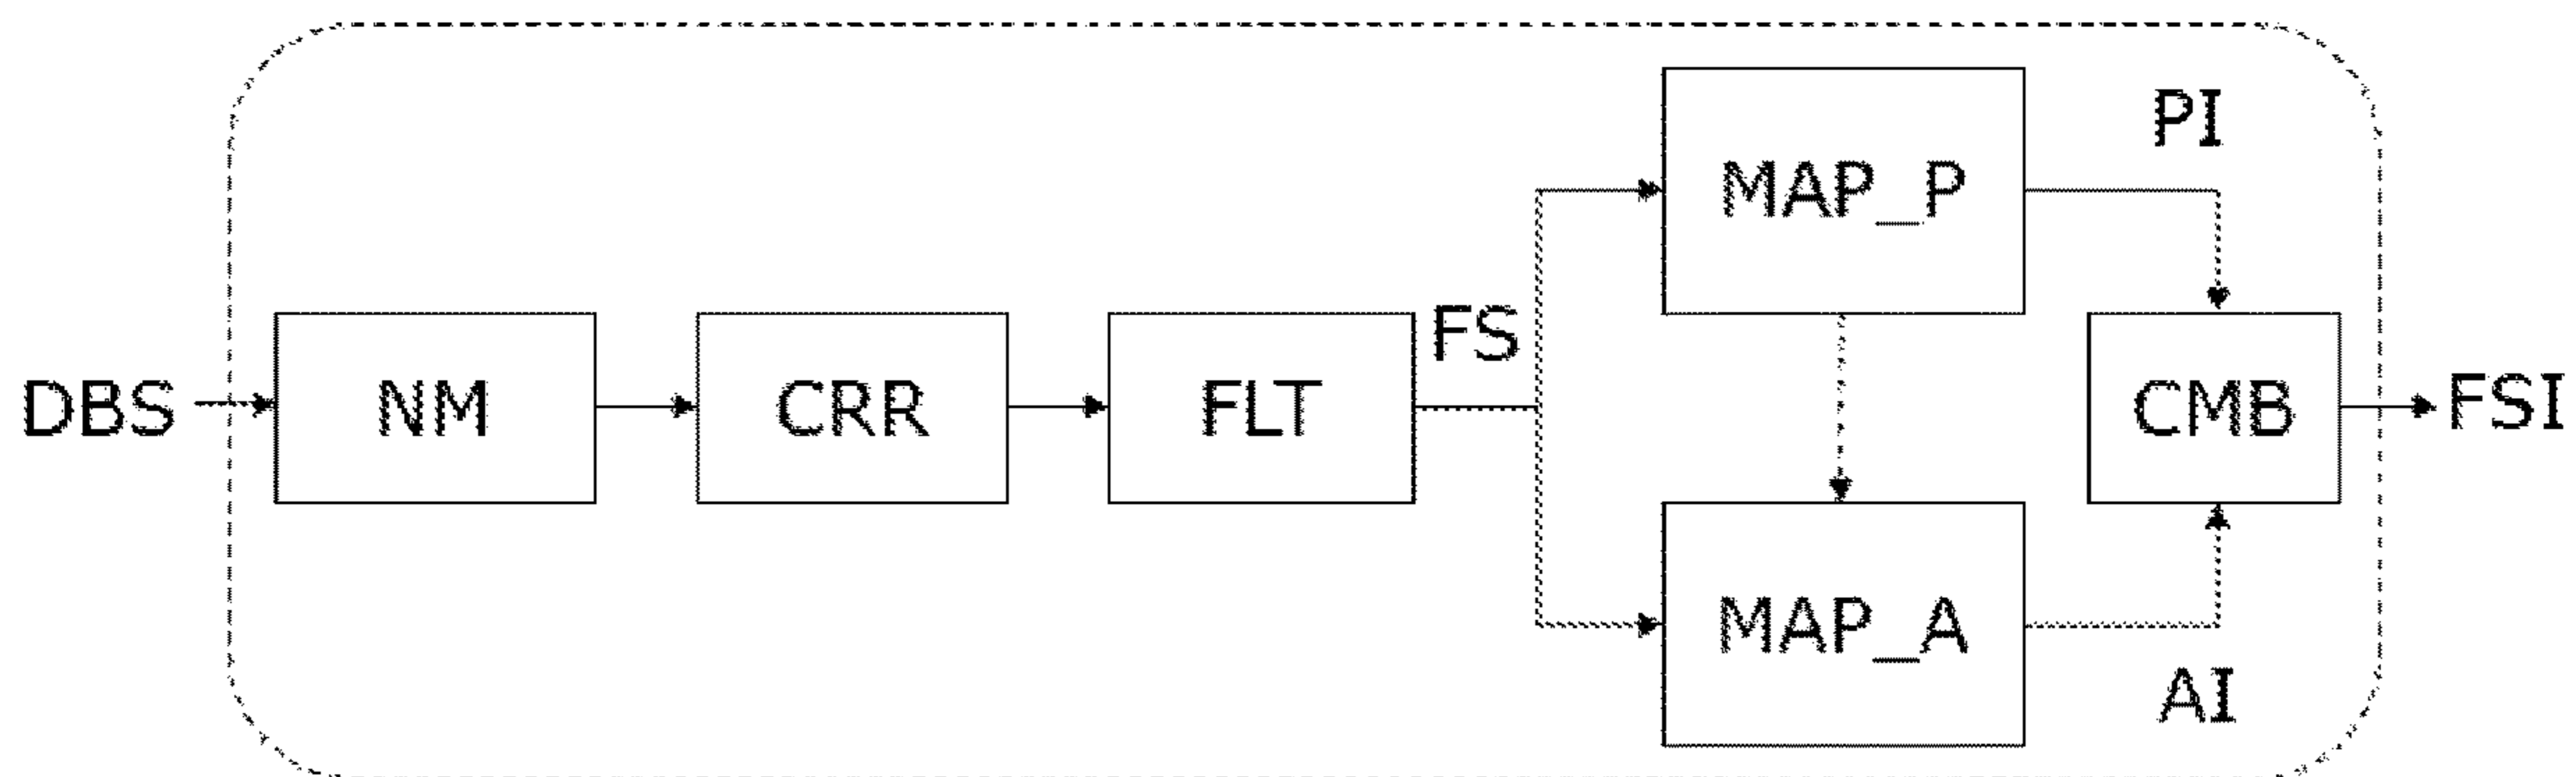 DBS
NM
CRR
FLT
FS
MAP_P
PI
MAP_A
AI
CMB
FSI